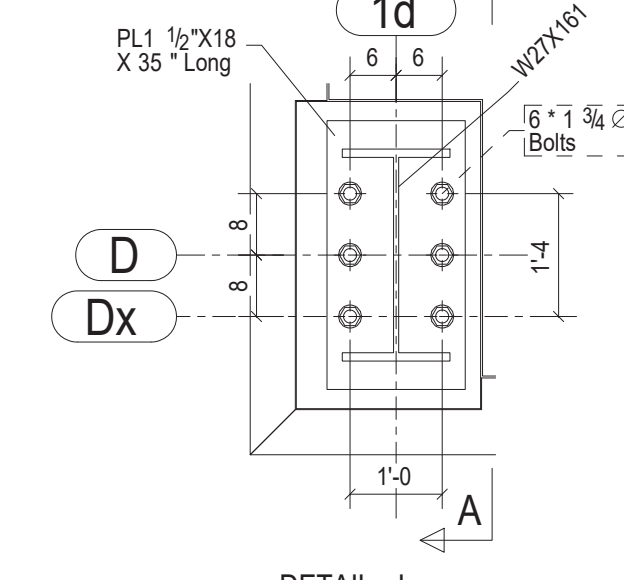 1d
PL1 1/2"X18
X 35 " Long
6 6
W27X161
6 * 1 3/4 ∅
Bolts
8
D
1'-4
8
Dx
1'-0
A